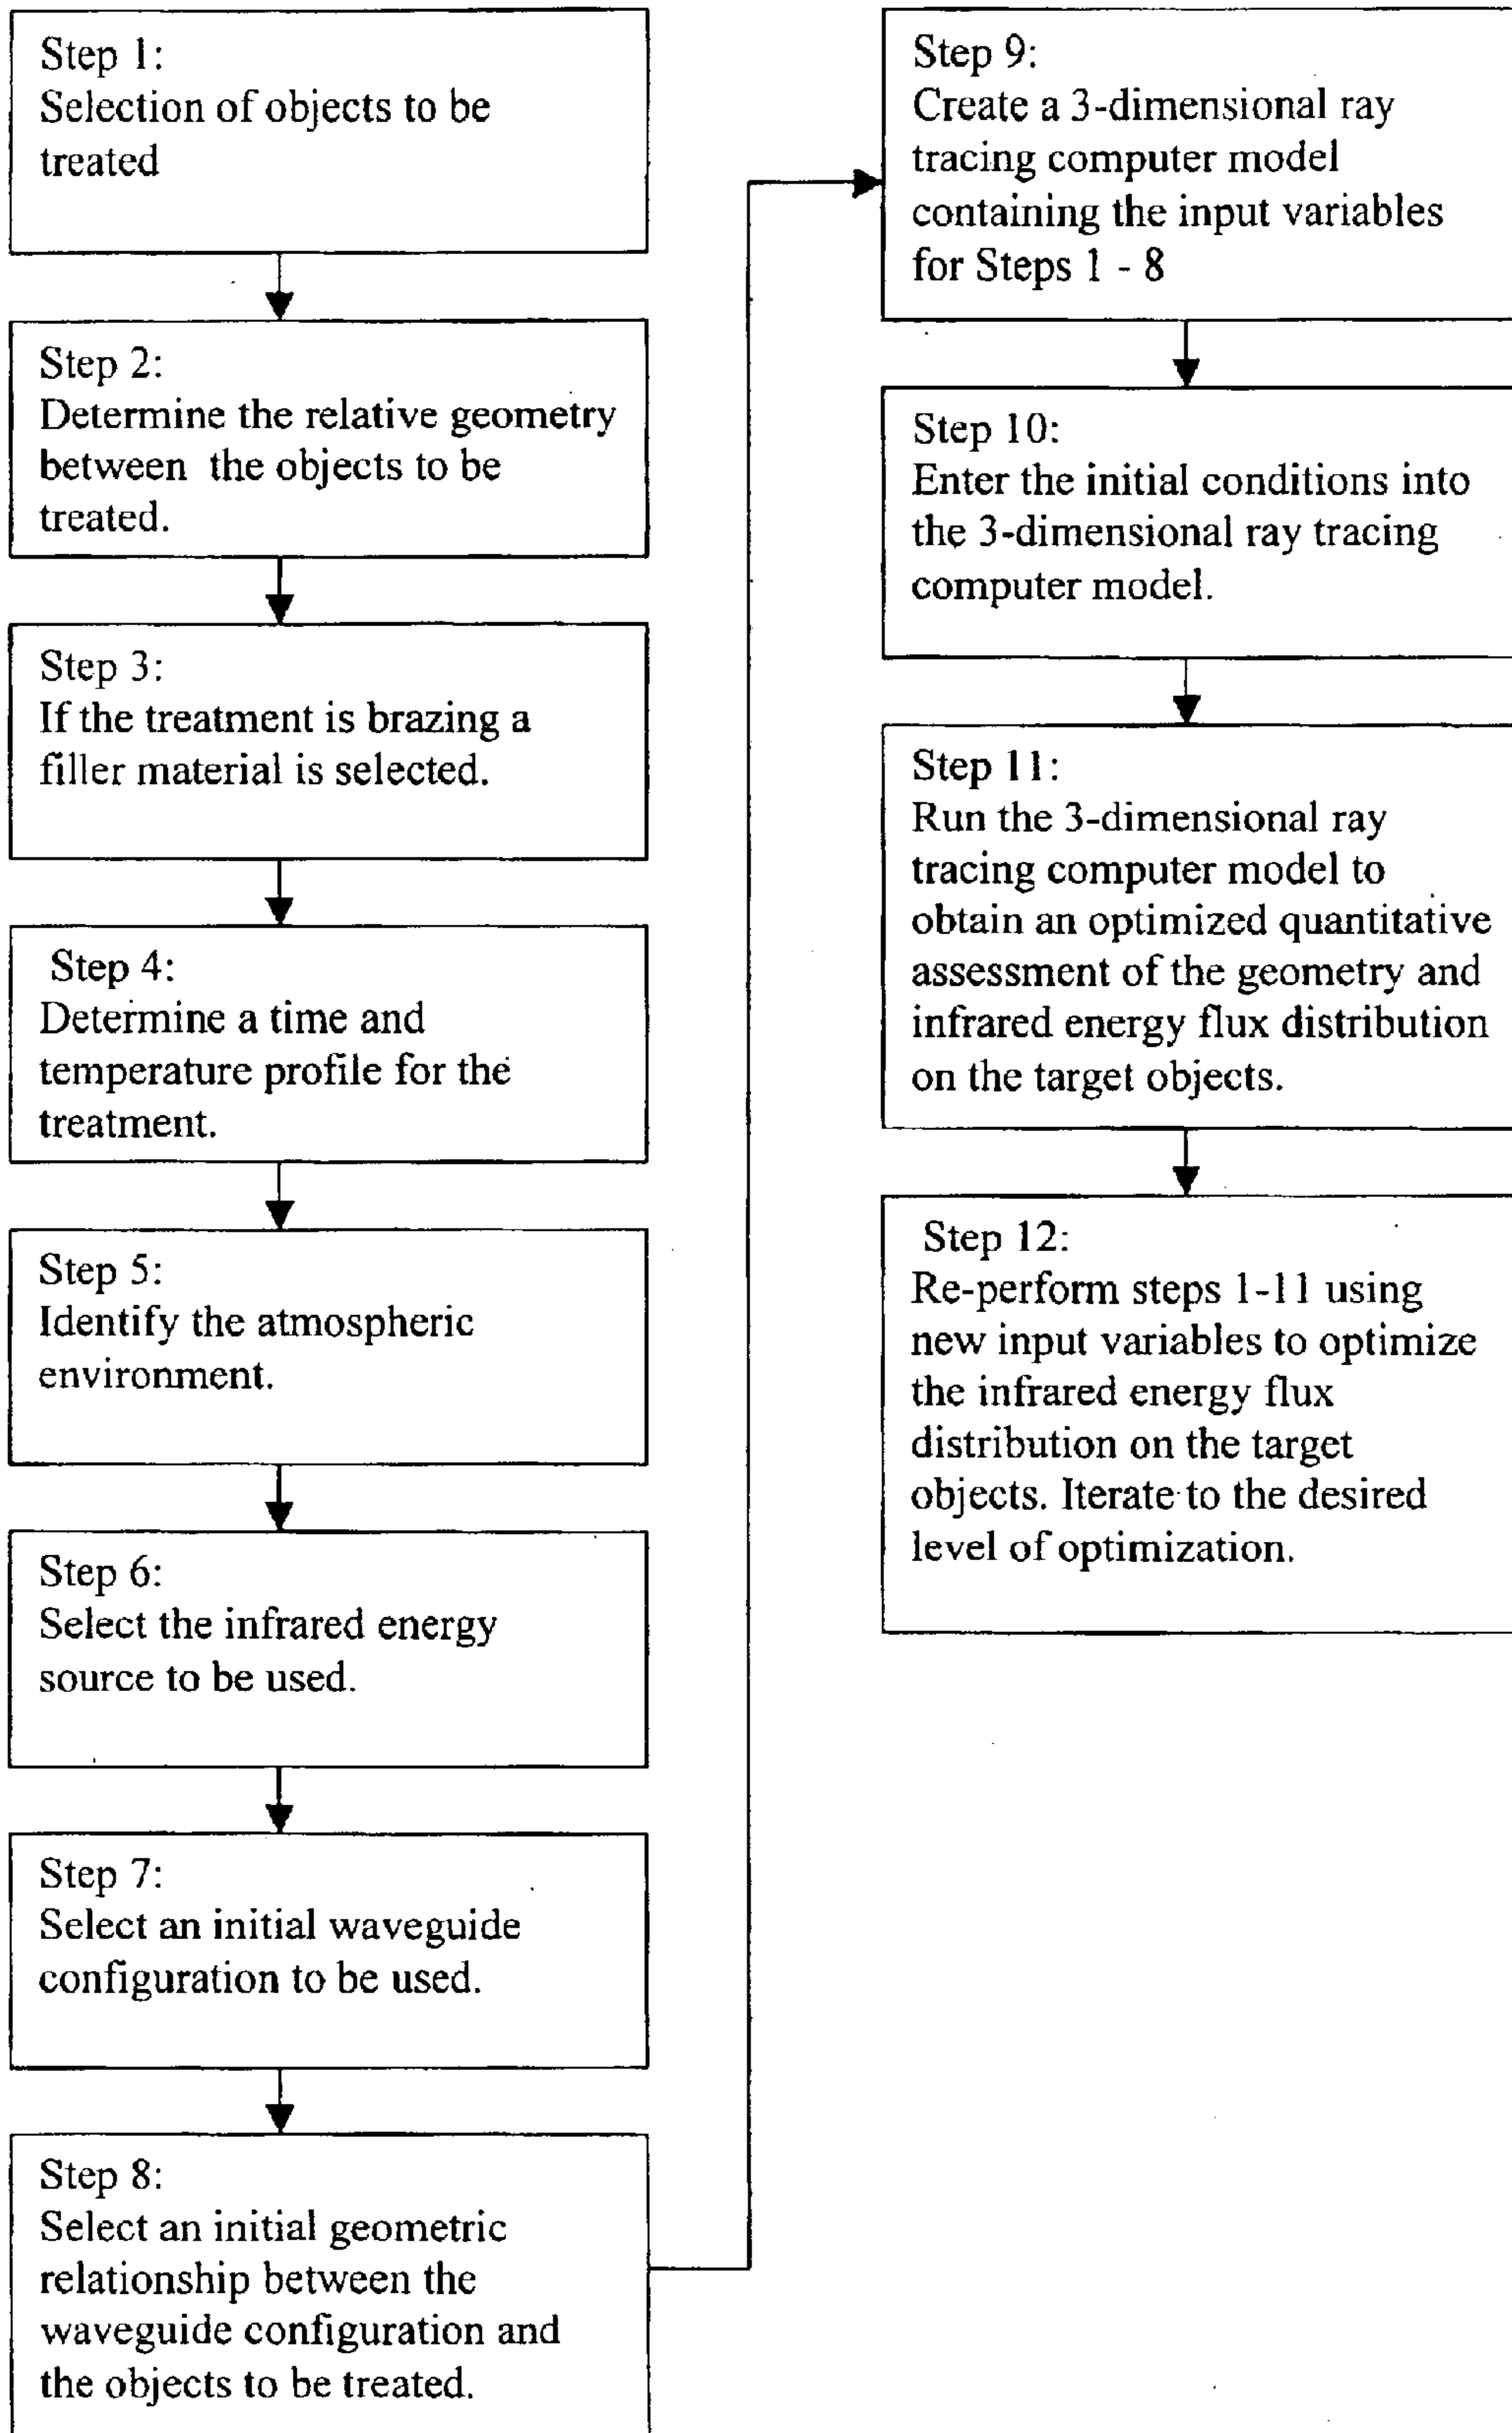 Step 1:
Selection of objects to be
treated
Step 2:
Determine the relative geometry
between the objects to be
treated.
Step 3:
If the treatment is brazing a
filler material is selected.
Step 4:
Determine a time and
temperature profile for the
treatment.
Step 5:
Identify the atmospheric
environment.
Step 6:
Select the infrared energy
source to be used.
Step 7:
Select an initial waveguide
configuration to be used.
Step 8:
Select an initial geometric
relationship between the
waveguide configuration and
the objects to be treated.
Step 9:
Create a 3-dimensional ray
tracing computer model
containing the input variables
for Steps 1 - 8
Step 10:
Enter the initial conditions into
the 3-dimensional ray tracing
computer model.
Step 11:
Run the 3-dimensional ray
tracing computer model to
obtain an optimized quantitative
assessment of the geometry and
infrared energy flux distribution
on the target objects.
Step 12:
Re-perform steps 1-11 using
new input variables to optimize
the infrared energy flux
distribution on the target
objects. Iterate to the desired
level of optimization.